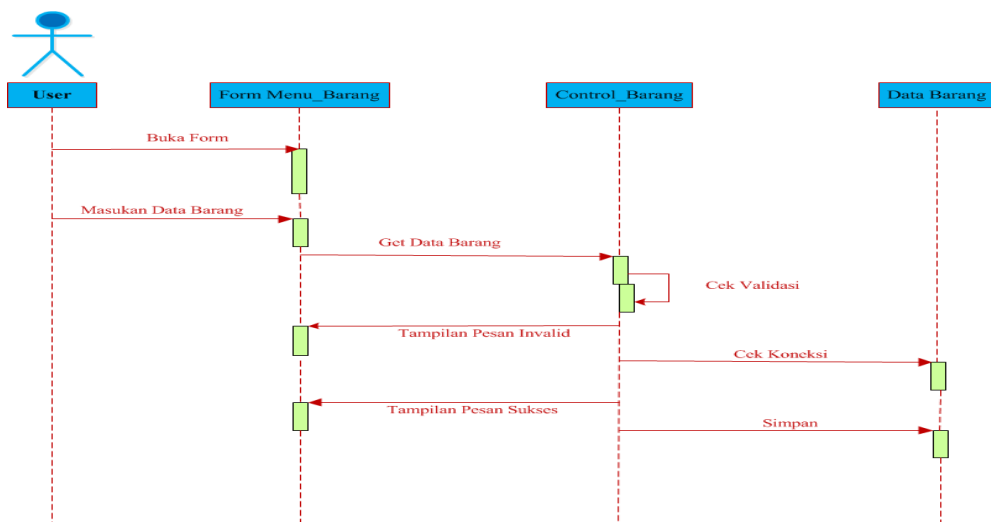 User
Form Menu_Barang
Control_Barang
Data Barang
Buka Form
Masukan Data Barang
Get Data Barang
Cek Validasi
Tampilan Pesan Invalid
Cek Koneksi
Tampilan Pesan Sukses
Simpan